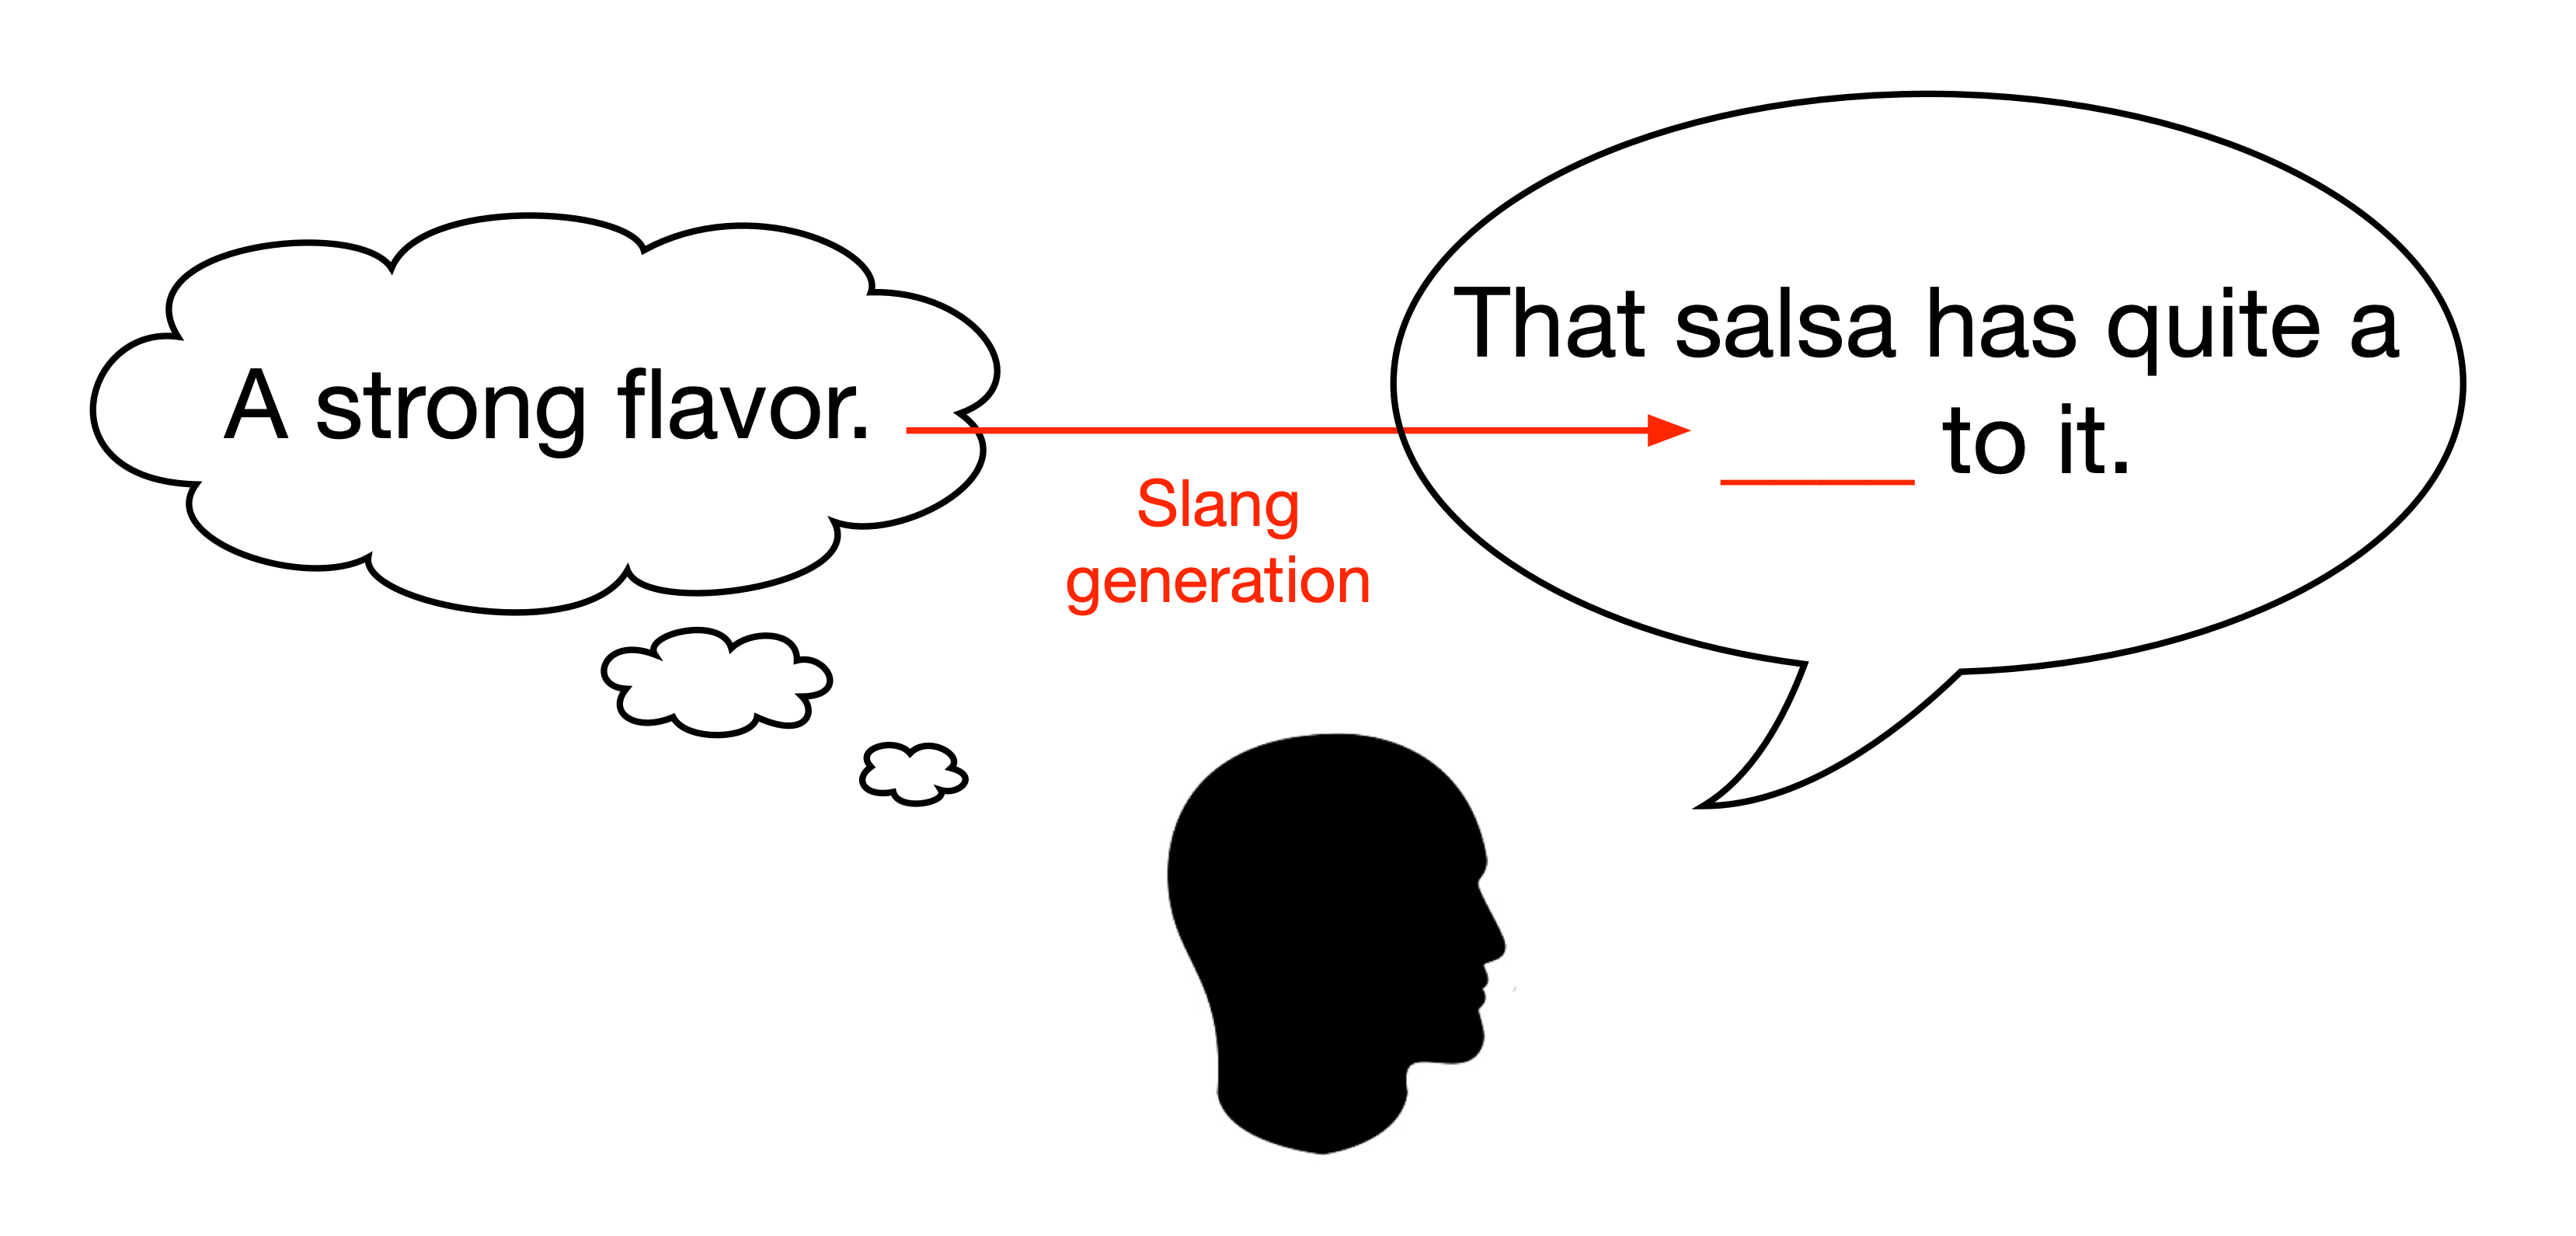 A strong flavor.
Slang
generation
That salsa has quite a
____ to it.